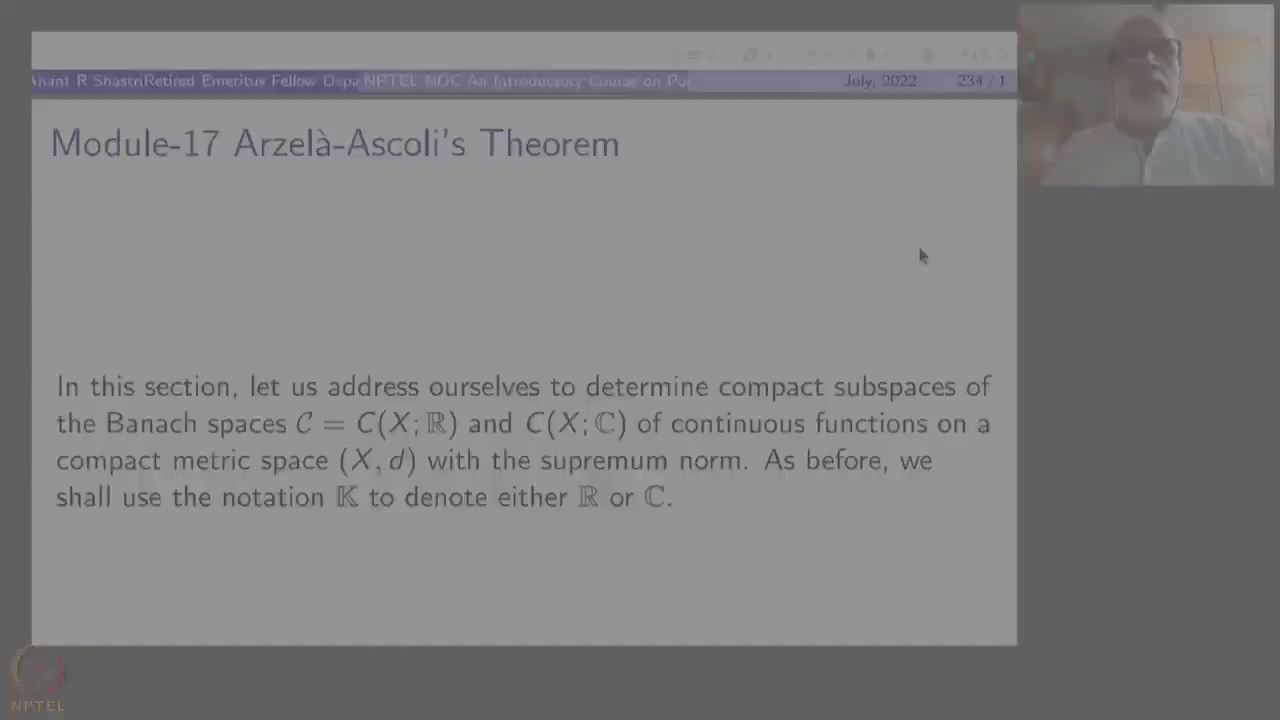 Anant R ShastriRetired Emeritus Fellow Depa NPTEL NOC An Introductory Course on Poi July, 2022 234 / 1
Module-17 Arzelà-Ascoli's Theorem
In this section, let us address ourselves to determine compact subspaces of
the Banach spaces 𝒞 = C(X; ℝ) and C(X; ℂ) of continuous functions on a
compact metric space (X, d) with the supremum norm. As before, we
shall use the notation 𝕂 to denote either ℝ or ℂ.
NPTEL